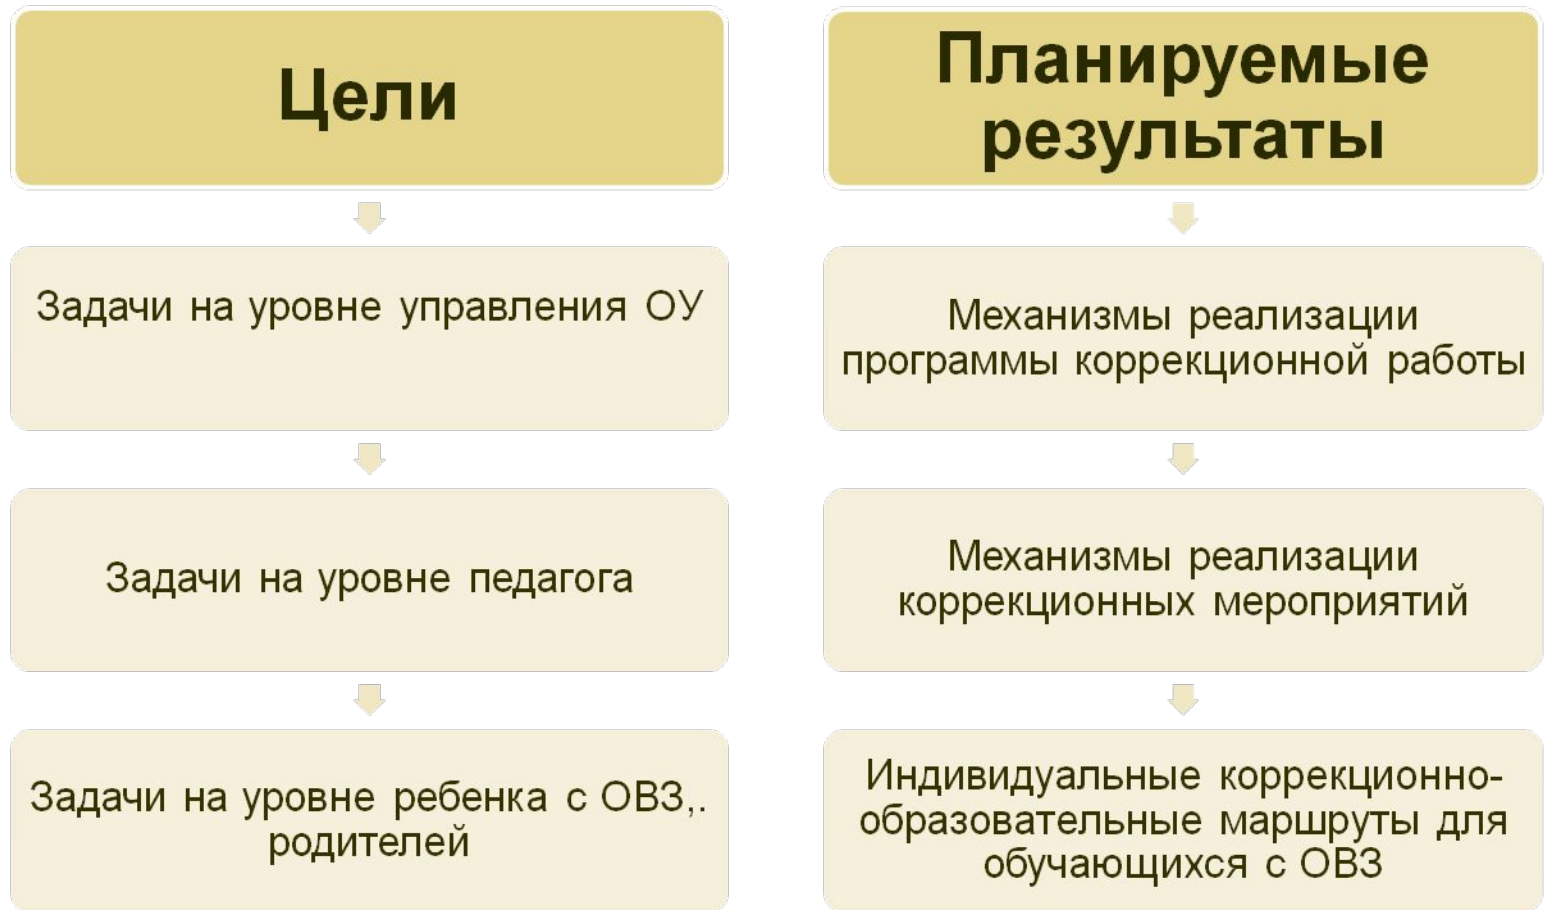 Цели
Задачи на уровне управления ОУ
Задачи на уровне педагога
Задачи на уровне ребенка с ОВЗ,.
родителей
Планируемые
результаты
Механизмы реализации
программы коррекционной работы
Механизмы реализации
коррекционных мероприятий
Индивидуальные коррекционно-
образовательные маршруты для
обучающихся с ОВЗ